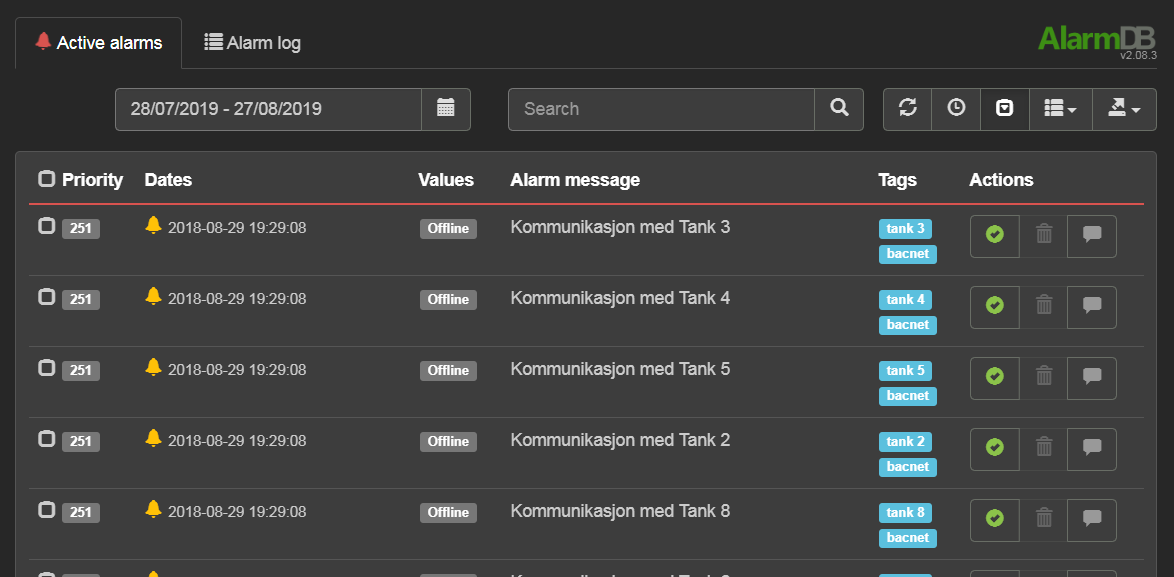 Active alarms Alarm log
AlarmDB
v2.08.3
28/07/2019 - 27/08/2019 Search
Priority Dates Values Alarm message Tags Actions
251 2018-08-29 19:29:08 Offline Kommunikasjon med Tank 3 tank 3
bacnet
251 2018-08-29 19:29:08 Offline Kommunikasjon med Tank 4 tank 4
bacnet
251 2018-08-29 19:29:08 Offline Kommunikasjon med Tank 5 tank 5
bacnet
251 2018-08-29 19:29:08 Offline Kommunikasjon med Tank 2 tank 2
bacnet
251 2018-08-29 19:29:08 Offline Kommunikasjon med Tank 8 tank 8
bacnet